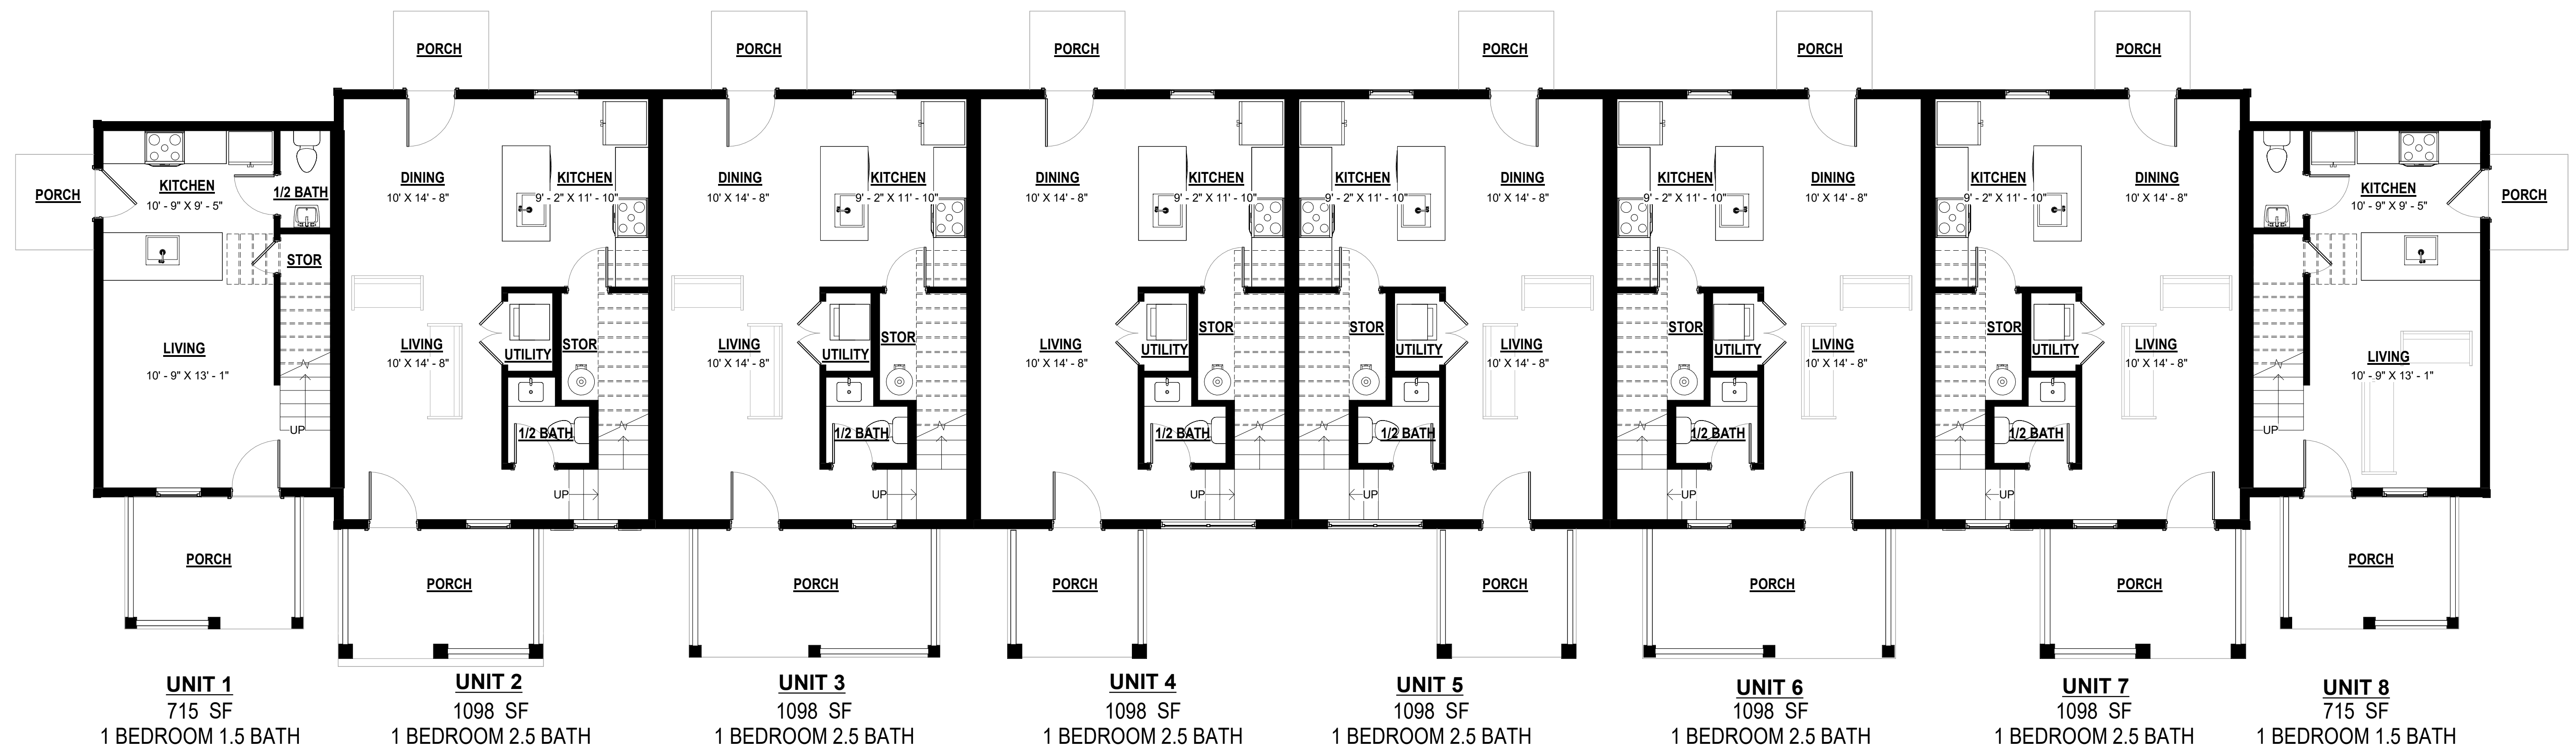 PORCH
PORCH
PORCH
PORCH
PORCH
PORCH
PORCH
KITCHEN
10' - 9" X 9' - 5"
1/2 BATH
STOR
LIVING
10' - 9" X 13' - 1"
UP
PORCH
DINING
10' X 14' - 8"
KITCHEN
9' - 2" X 11' - 10"
LIVING
10' X 14' - 8"
UTILITY
STOR
1/2 BATH
UP
PORCH
DINING
10' X 14' - 8"
KITCHEN
9' - 2" X 11' - 10"
LIVING
10' X 14' - 8"
UTILITY
STOR
1/2 BATH
UP
PORCH
DINING
10' X 14' - 8"
KITCHEN
9' - 2" X 11' - 10"
LIVING
10' X 14' - 8"
UTILITY
STOR
1/2 BATH
UP
PORCH
KITCHEN
9' - 2" X 11' - 10"
DINING
10' X 14' - 8"
STOR
UTILITY
LIVING
10' X 14' - 8"
1/2 BATH
UP
PORCH
KITCHEN
9' - 2" X 11' - 10"
DINING
10' X 14' - 8"
STOR
UTILITY
LIVING
10' X 14' - 8"
1/2 BATH
UP
PORCH
KITCHEN
9' - 2" X 11' - 10"
DINING
10' X 14' - 8"
STOR
UTILITY
LIVING
10' X 14' - 8"
1/2 BATH
UP
PORCH
KITCHEN
10' - 9" X 9' - 5"
PORCH
LIVING
10' - 9" X 13' - 1"
UP
PORCH
UNIT 1
715 SF
1 BEDROOM 1.5 BATH
UNIT 2
1098 SF
1 BEDROOM 2.5 BATH
UNIT 3
1098 SF
1 BEDROOM 2.5 BATH
UNIT 4
1098 SF
1 BEDROOM 2.5 BATH
UNIT 5
1098 SF
1 BEDROOM 2.5 BATH
UNIT 6
1098 SF
1 BEDROOM 2.5 BATH
UNIT 7
1098 SF
1 BEDROOM 2.5 BATH
UNIT 8
715 SF
1 BEDROOM 1.5 BATH